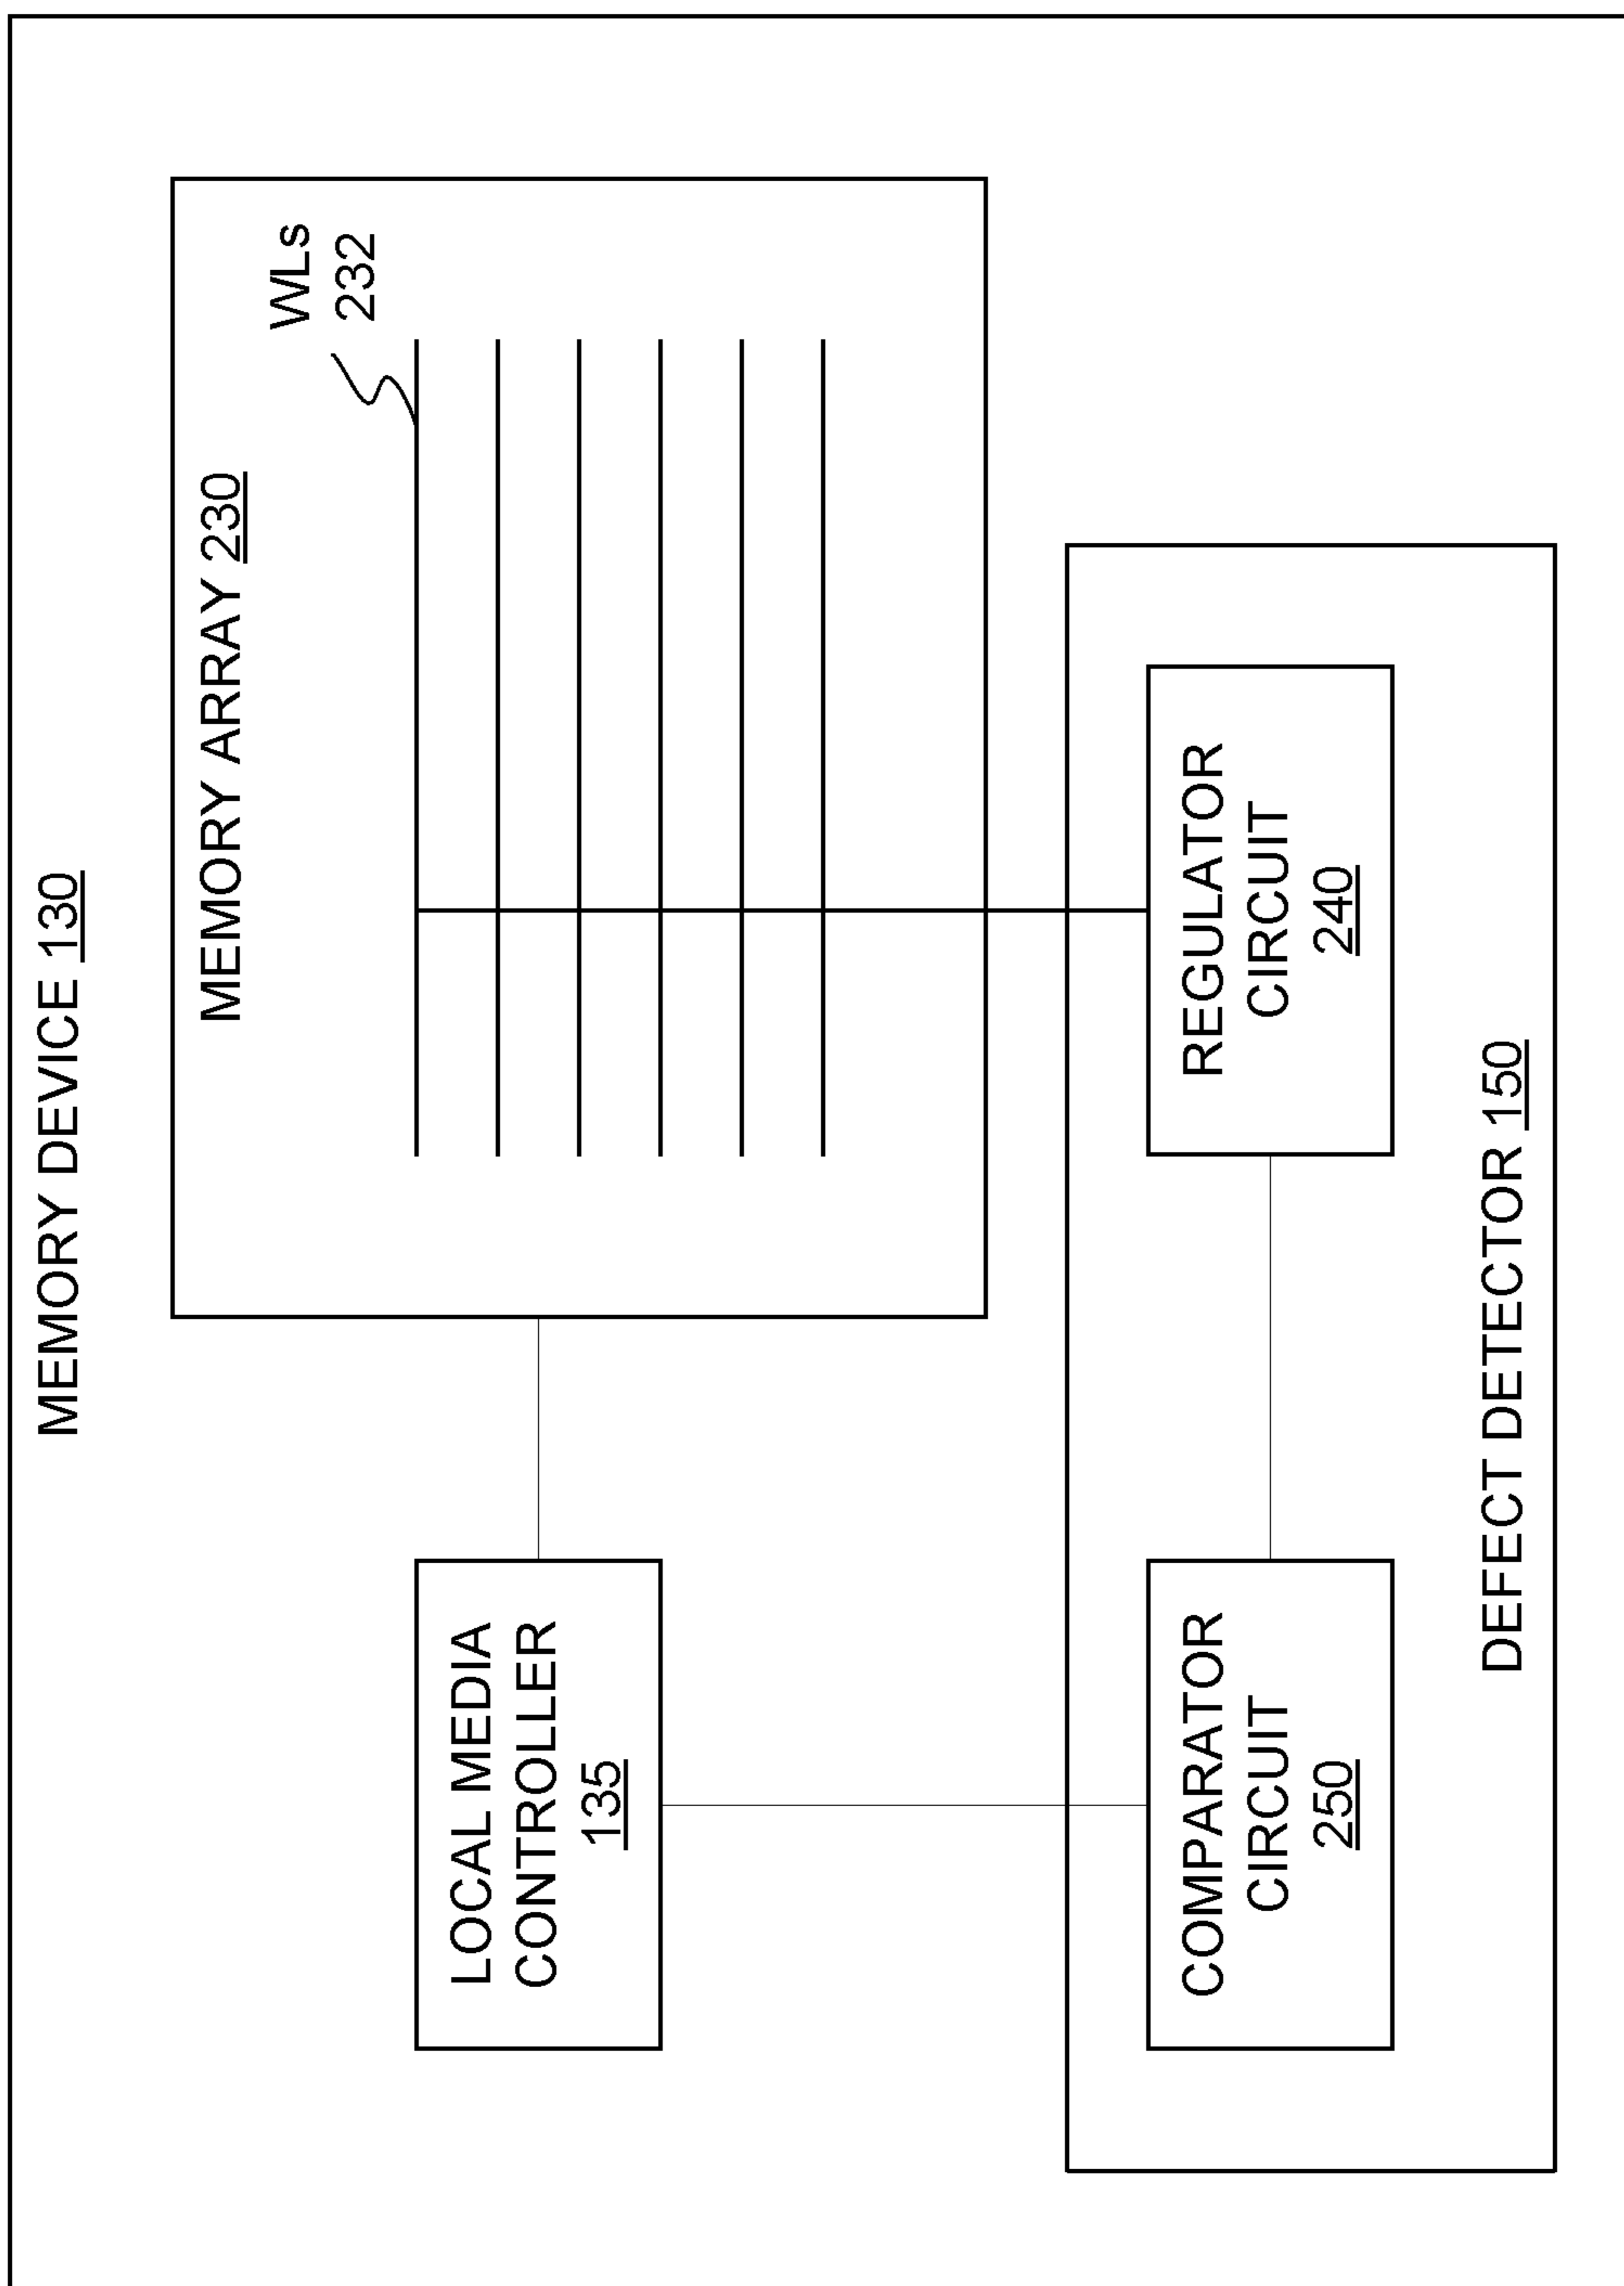 MEMORY DEVICE 130
MEMORY ARRAY 230
WLs
232
LOCAL MEDIA
CONTROLLER
135
COMPARATOR
CIRCUIT
250
REGULATOR
CIRCUIT
240
DEFECT DETECTOR 150